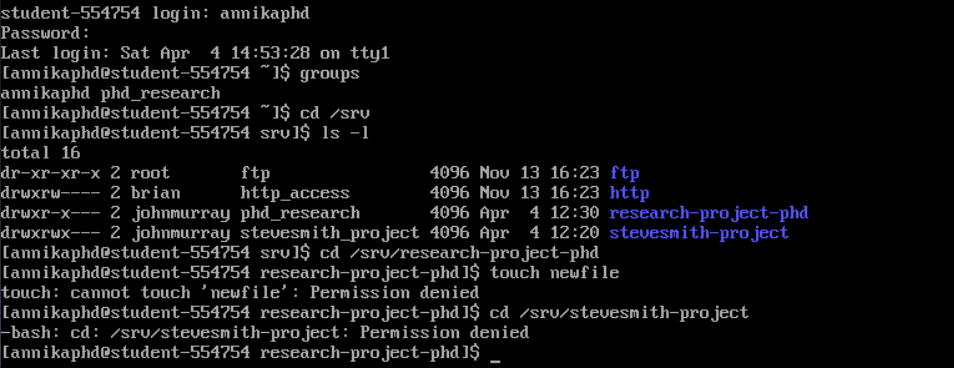 student-554754 login: annikaphd
Password:
Last login: Sat Apr  4 14:53:28 on tty1
[annikaphd@student-554754 ~]$ groups
annikaphd phd_research
[annikaphd@student-554754 ~]$ cd /srv
[annikaphd@student-554754 srv]$ ls -l
total 16
dr-xr-xr-x 2 root       ftp                4096 Nov 13 16:23 ftp
drwxrw---- 2 brian      http_access        4096 Nov 13 16:23 http
drwxr-x--- 2 johnmurray phd_research       4096 Apr  4 12:30 research-project-phd
drwxrwx--- 2 johnmurray stevesmith_project 4096 Apr  4 12:20 stevesmith-project
[annikaphd@student-554754 srv]$ cd /srv/research-project-phd
[annikaphd@student-554754 research-project-phd]$ touch newfile
touch: cannot touch 'newfile': Permission denied
[annikaphd@student-554754 research-project-phd]$ cd /srv/stevesmith-project
-bash: cd: /srv/stevesmith-project: Permission denied
[annikaphd@student-554754 research-project-phd]$ _